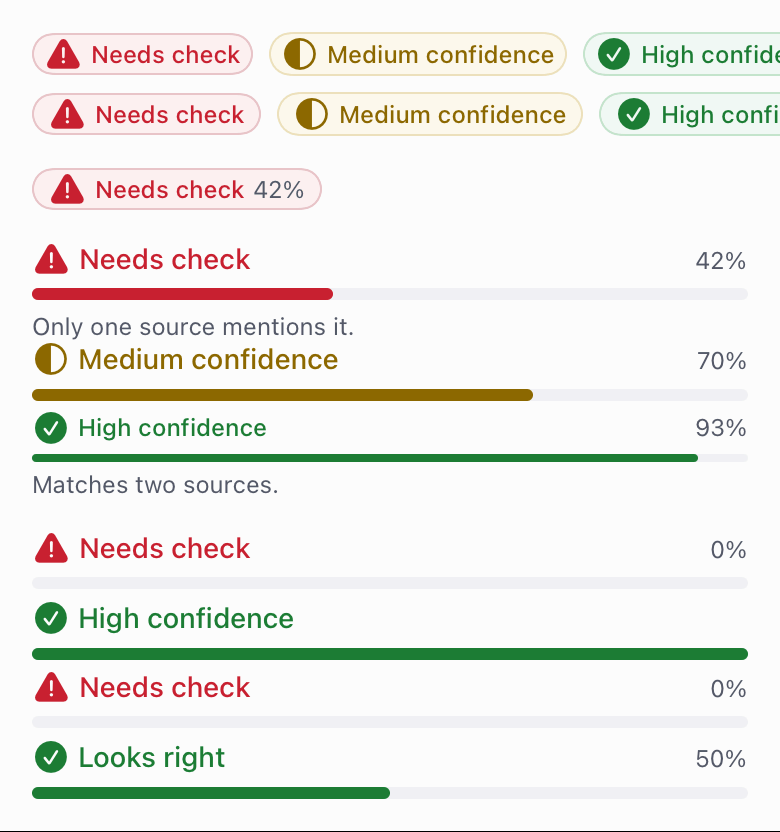 Needs check Medium confidence High confide
Needs check Medium confidence High confi
Needs check 42%
Needs check 42%
Only one source mentions it.
Medium confidence 70%
High confidence 93%
Matches two sources.
Needs check 0%
High confidence
Needs check 0%
Looks right 50%